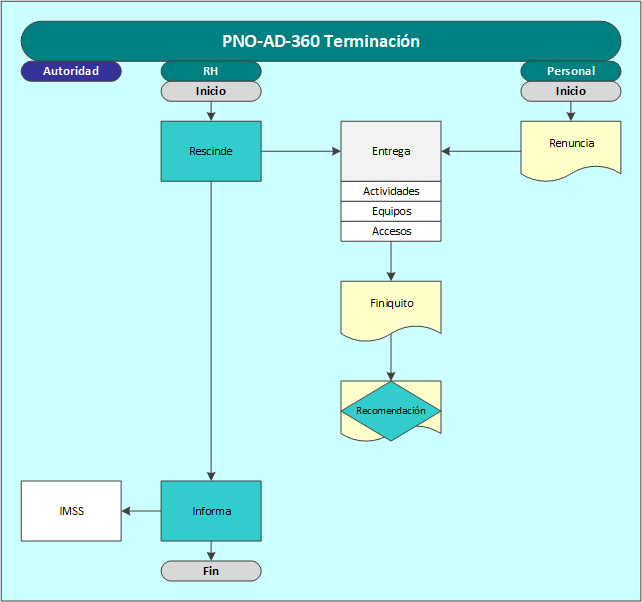 PNO-AD-360 Terminación
Autoridad
RH
Personal
Inicio
Inicio
Rescinde
Entrega
Renuncia
Actividades
Equipos
Accesos
Finiquito
Recomendación
IMSS
Informa
Fin